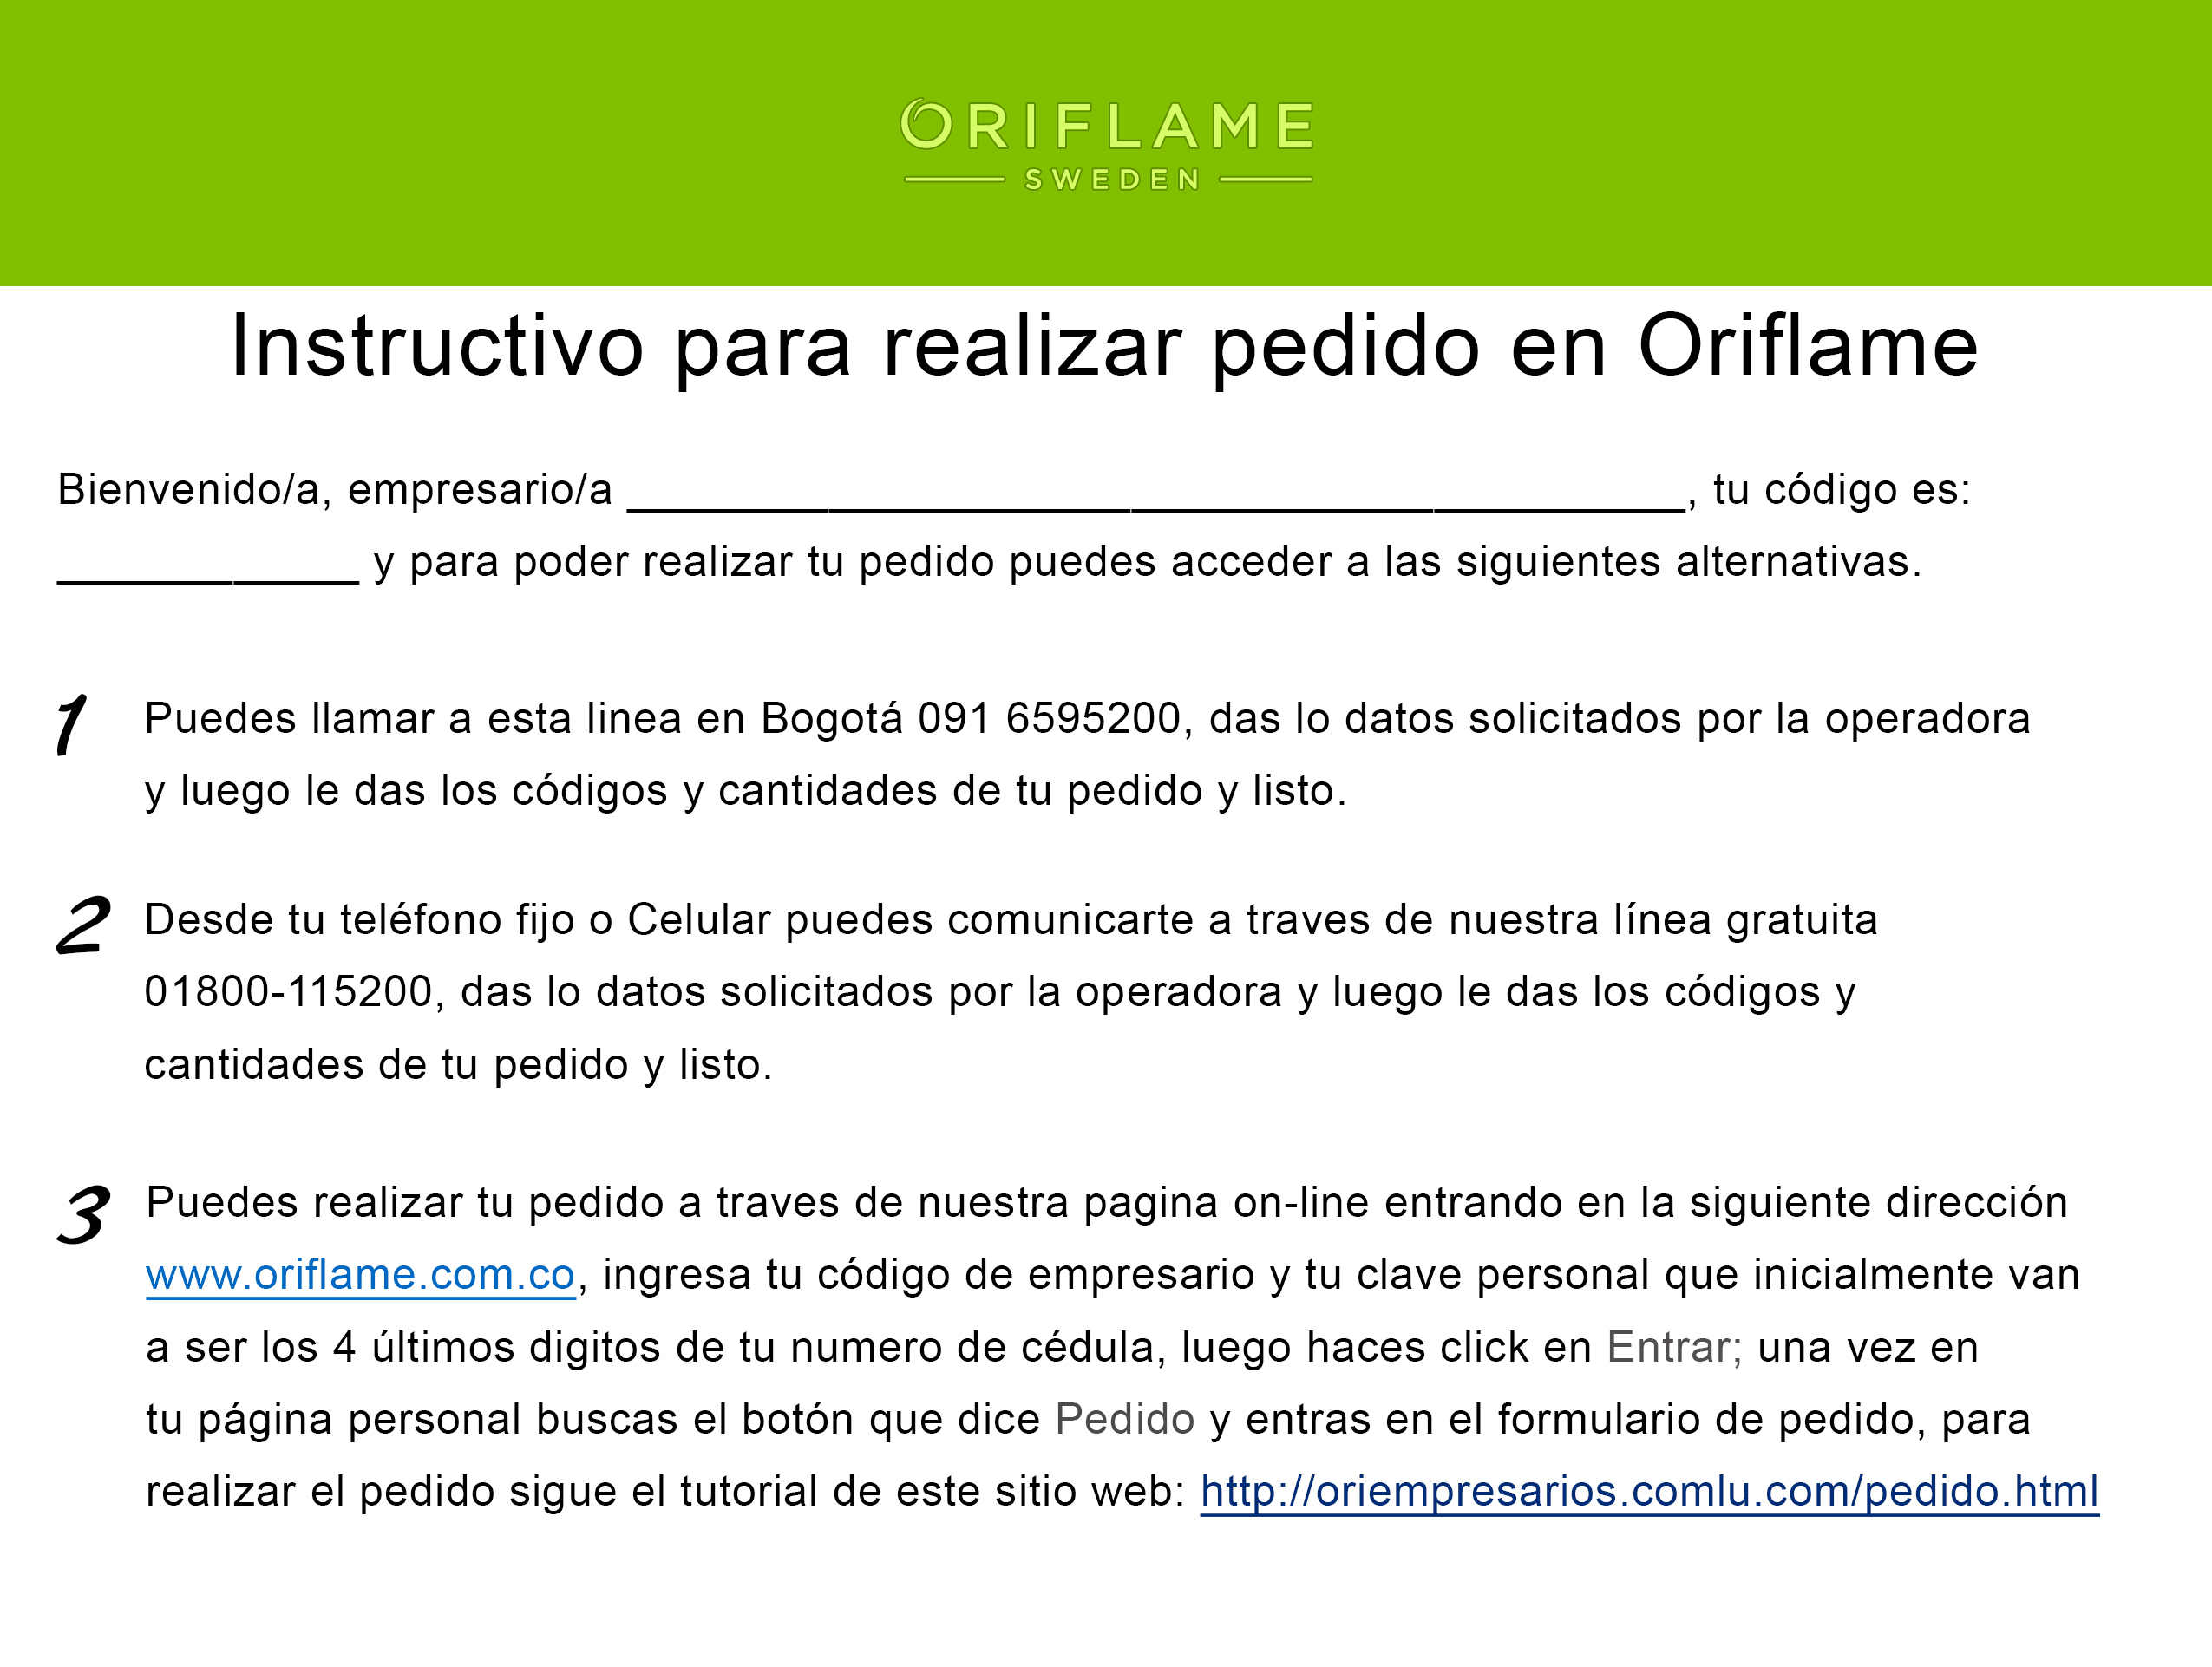 ORIFLAME
SWEDEN
Instructivo para realizar pedido en Oriflame
Bienvenido/a, empresario/a __________________________________________, tu código es:
____________ y para poder realizar tu pedido puedes acceder a las siguientes alternativas.
1 Puedes llamar a esta linea en Bogotá 091 6595200, das lo datos solicitados por la operadora
y luego le das los códigos y cantidades de tu pedido y listo.
2 Desde tu teléfono fijo o Celular puedes comunicarte a traves de nuestra línea gratuita
01800-115200, das lo datos solicitados por la operadora y luego le das los códigos y
cantidades de tu pedido y listo.
3 Puedes realizar tu pedido a traves de nuestra pagina on-line entrando en la siguiente dirección
www.oriflame.com.co, ingresa tu código de empresario y tu clave personal que inicialmente van
a ser los 4 últimos digitos de tu numero de cédula, luego haces click en Entrar; una vez en
tu página personal buscas el botón que dice Pedido y entras en el formulario de pedido, para
realizar el pedido sigue el tutorial de este sitio web: http://oriempresarios.comlu.com/pedido.html